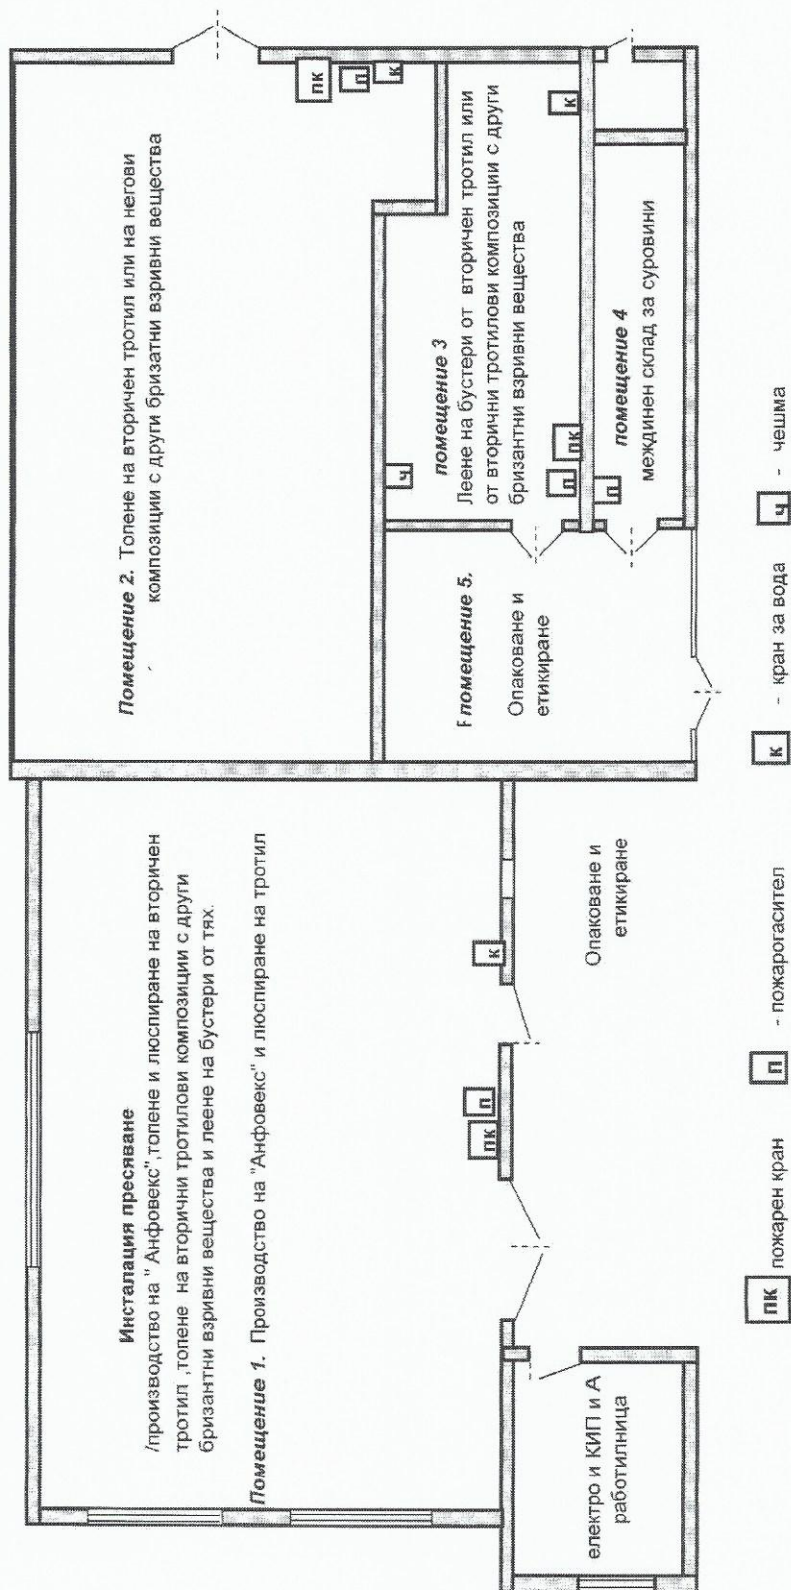 Инсталация пресяване
/производство на " Анфовекс",топене и люспиране на вторичен
тротил ,топене на вторични тротилови композиции с други
бризантни взривни вещества и леене на бустери от тях.
Помещение 1. Производство на "Анфовекс" и люспиране на тротил
к
п
пк
Опаковане и
етикиране
електро и КИП и А
работилница
Помещение 2. Топене на вторичен тротил или на негови
композиции с други бризатни взривни вещества
пк
п
к
ч
помещение 3
Леене на бустери от вторичен тротил или
от вторични тротилови композиции с други
бризантни взривни вещества
к
пк
п
п
помещение 4
междинен склад за суровини
помещение 5.
Опаковане и
етикиране
пк пожарен кран
п - пожарогасител
к - кран за вода
ч - чешма